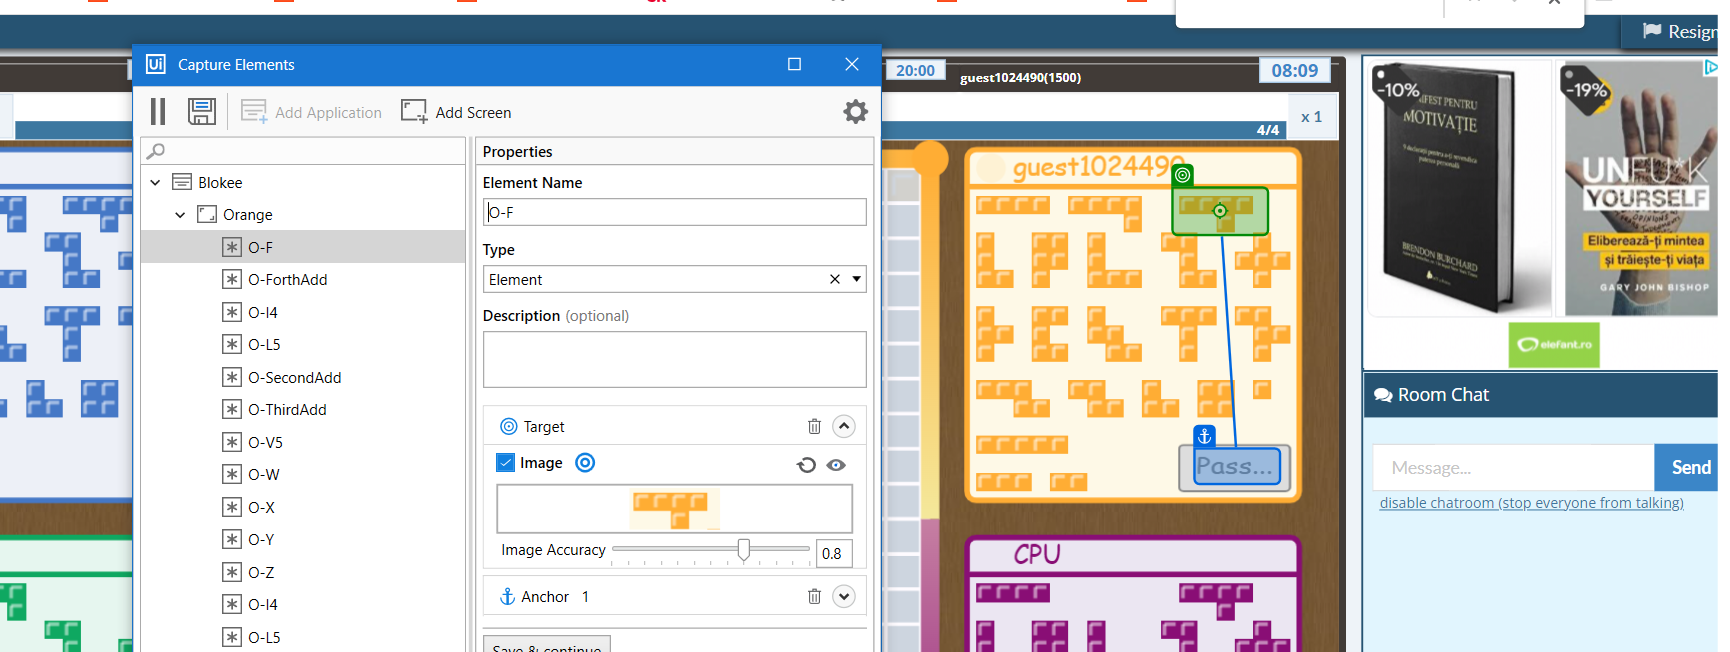 Resign
Capture Elements
20:00
guest1024490(1500)
08:09
Add Application
Add Screen
x 1
4/4
Properties
Element Name
O-F
Type
Element
Description (optional)
Target
Image
Image Accuracy
0.8
Anchor 1
Save & continue
Blokee
Orange
O-F
O-ForthAdd
O-I4
O-L5
O-SecondAdd
O-ThirdAdd
O-V5
O-W
O-X
O-Y
O-Z
O-I4
O-L5
guest1024490
Pass...
CPU
-10%
PENTRU
MOTIVAȚIE
BRENDON BURCHARD
-19%
UNFU*K
YOURSELF
Eliberează-ți mintea
și trăiește-ți viața
GARY JOHN BISHOP
elefant.ro
Room Chat
Message...
Send
disable chatroom (stop everyone from talking)